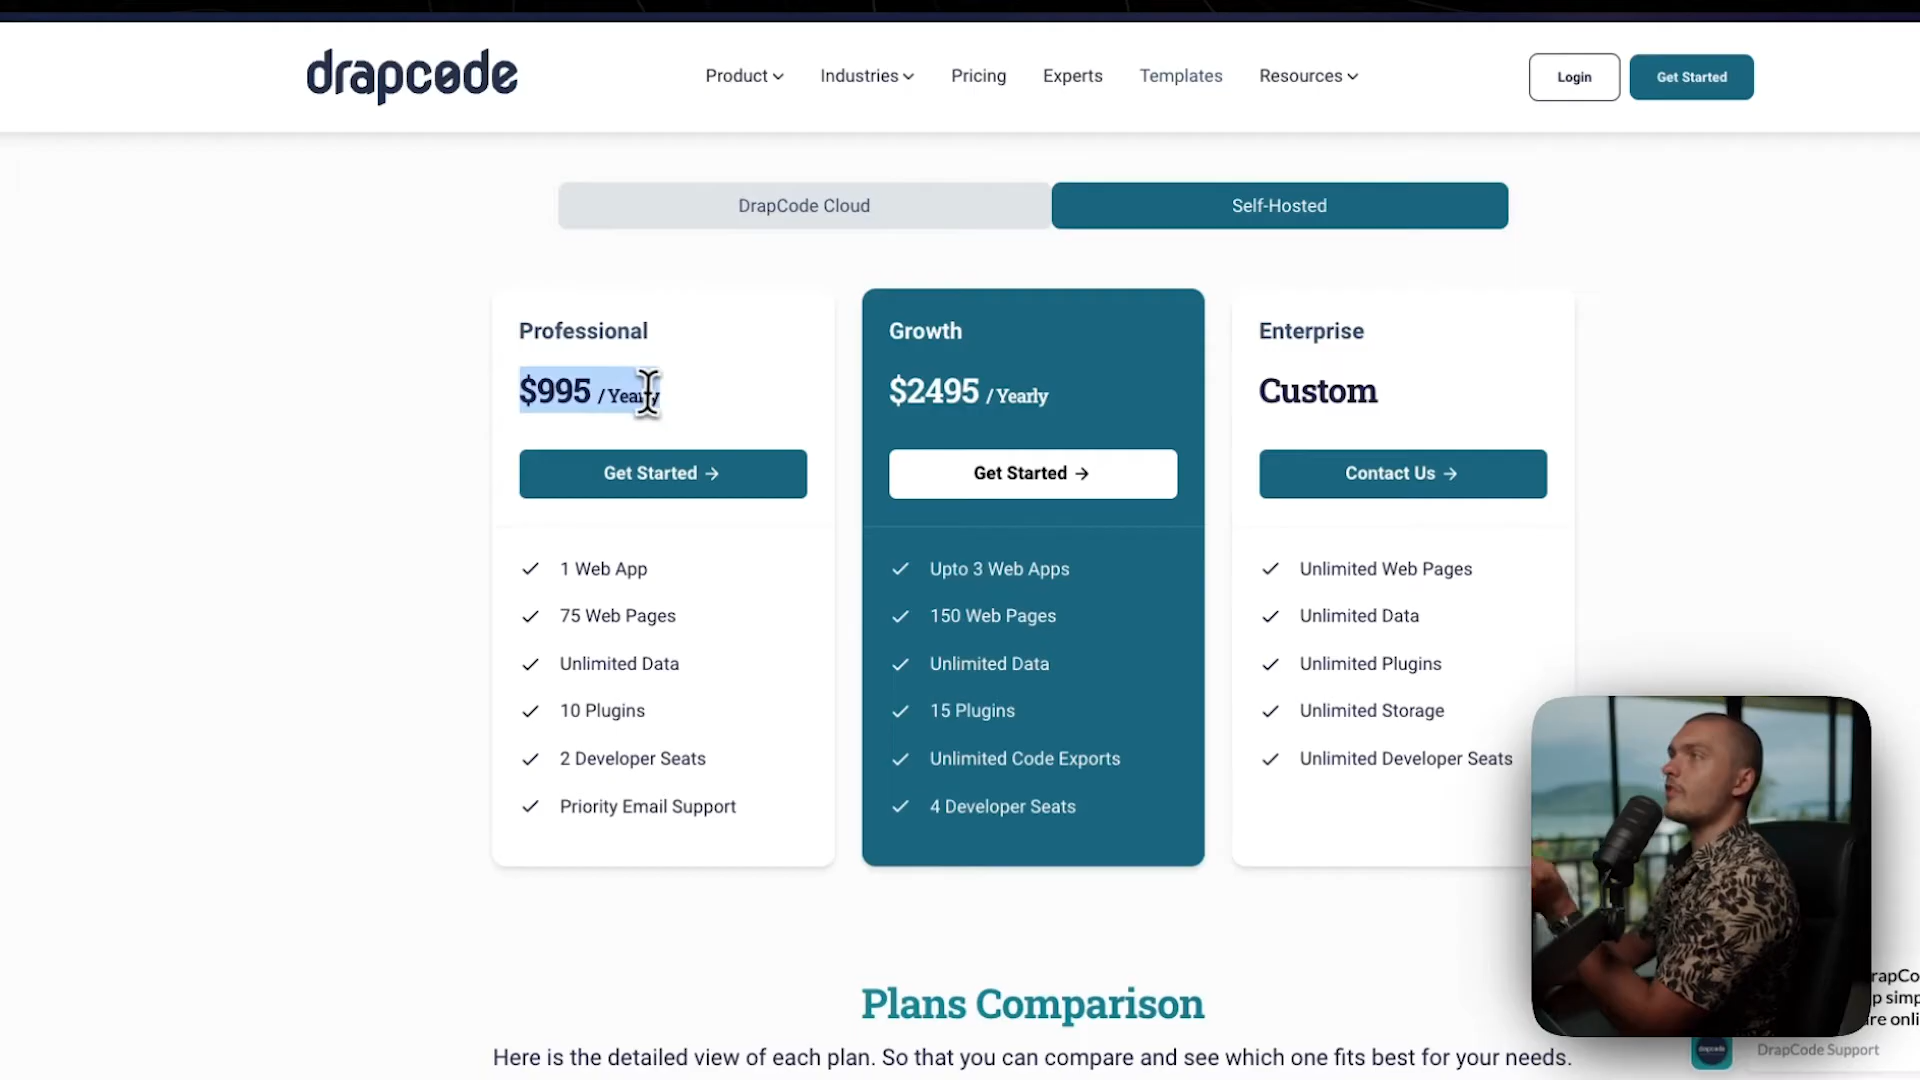 drapcode
Product
Industries
Pricing
Experts
Templates
Resources
Login
Get Started
DrapCode Cloud
Self-Hosted
Professional
$995 / Yearly
Get Started →
1 Web App
75 Web Pages
Unlimited Data
10 Plugins
2 Developer Seats
Priority Email Support
Growth
$2495 / Yearly
Get Started →
Upto 3 Web Apps
150 Web Pages
Unlimited Data
15 Plugins
Unlimited Code Exports
4 Developer Seats
Enterprise
Custom
Contact Us →
Unlimited Web Pages
Unlimited Data
Unlimited Plugins
Unlimited Storage
Unlimited Developer Seats
Plans Comparison
Here is the detailed view of each plan. So that you can compare and see which one fits best for your needs.
DrapCode Support